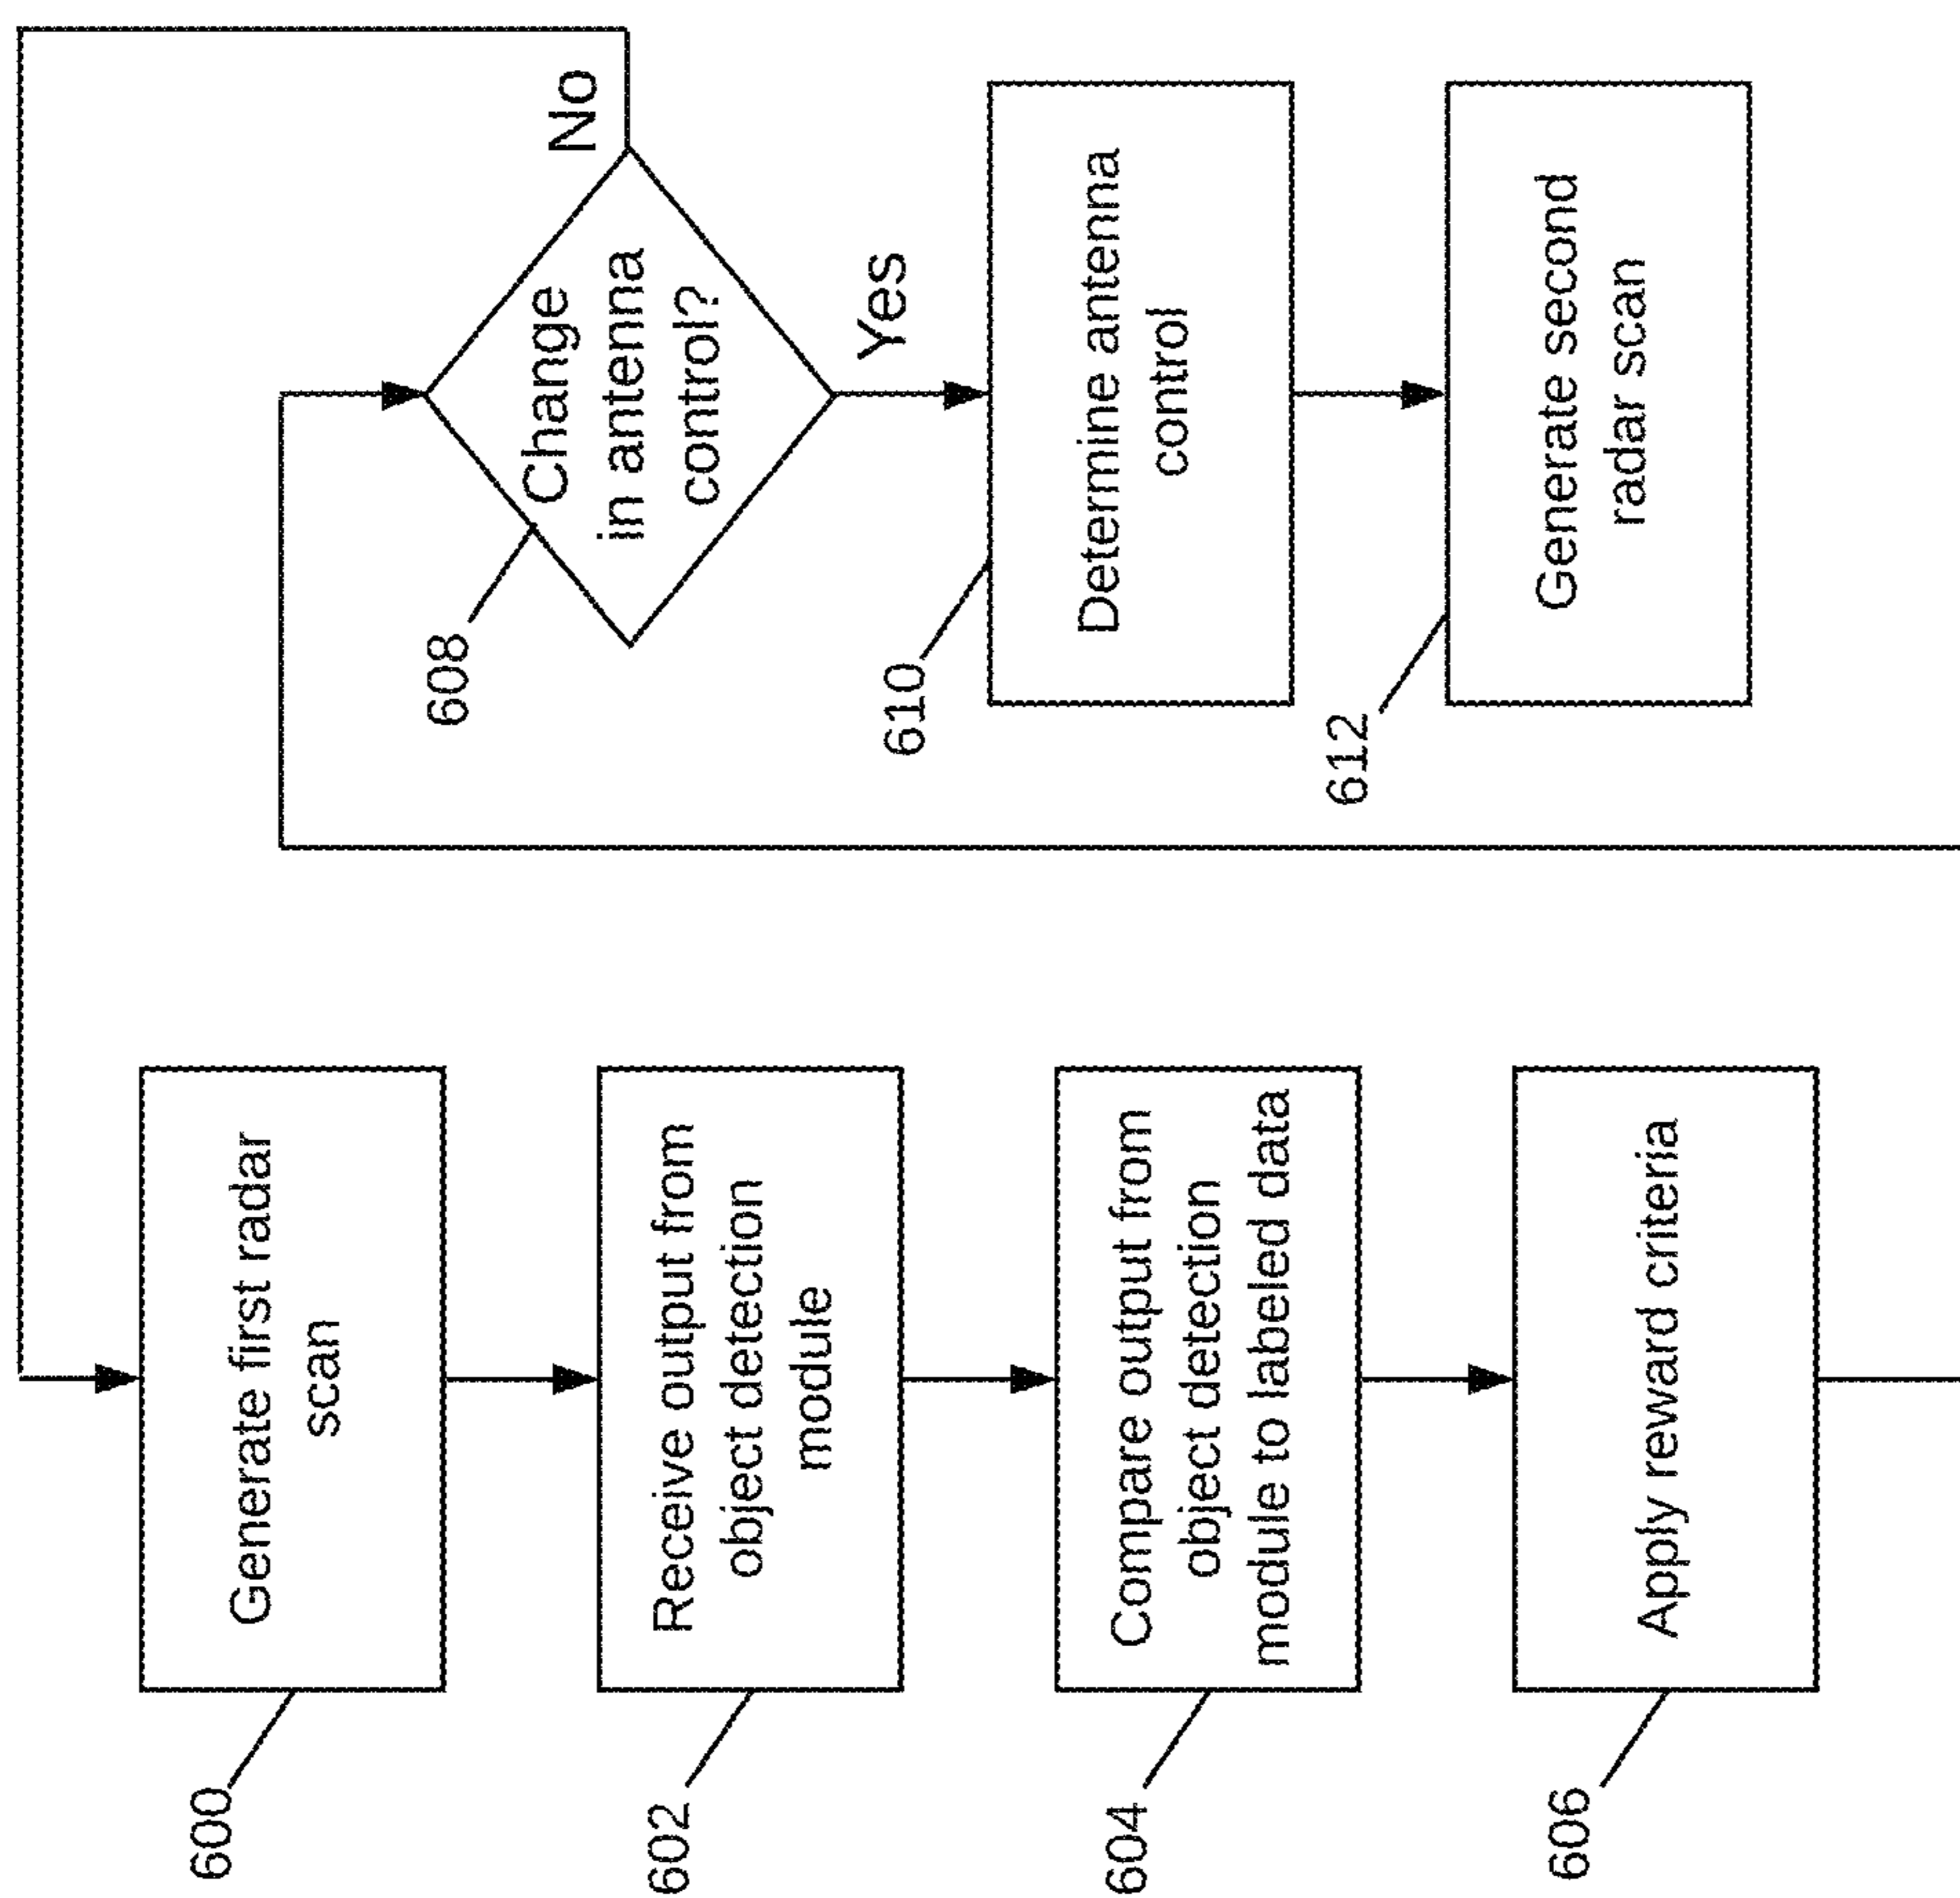 600
Generate first radar
scan
602
Receive output from
object detection
module
604
Compare output from
object detection
module to labeled data
606
Apply reward criteria
608
Change
in antenna
control?
No
Yes
610
Determine antenna
control
612
Generate second
radar scan